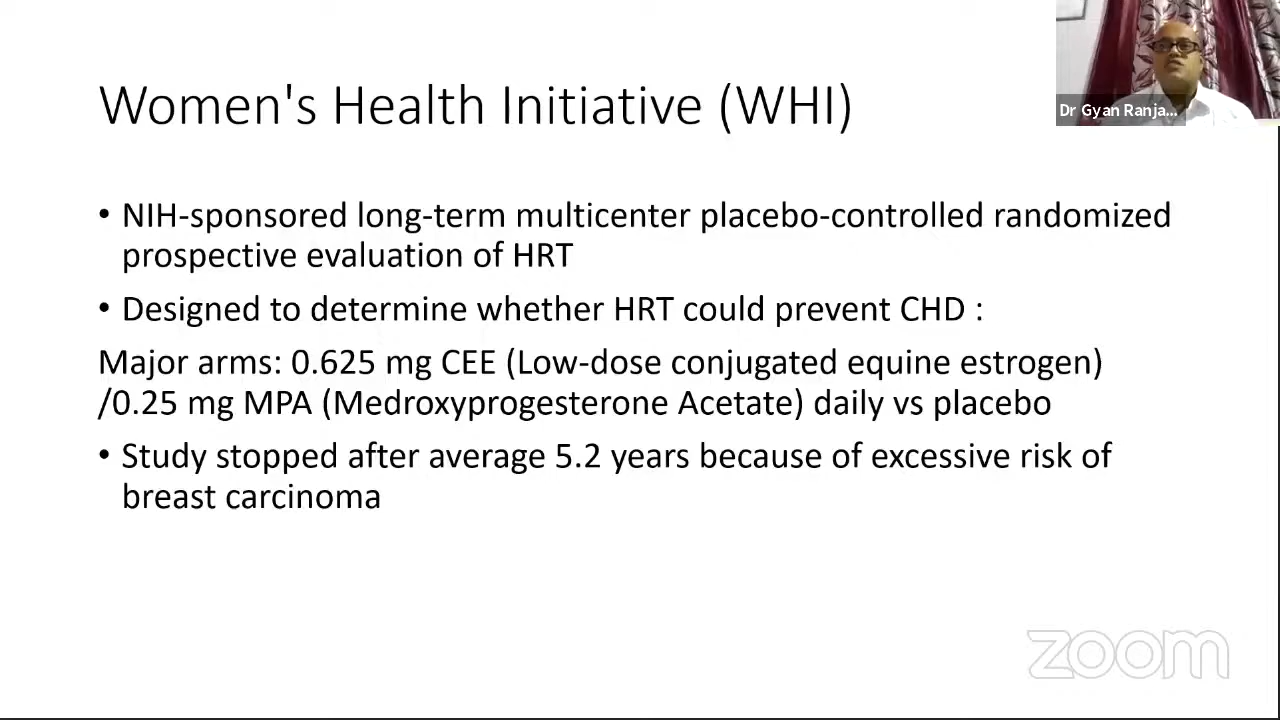 Women's Health Initiative (WHI)
Dr Gyan Ranja...
• NIH-sponsored long-term multicenter placebo-controlled randomized
prospective evaluation of HRT
• Designed to determine whether HRT could prevent CHD :
Major arms: 0.625 mg CEE (Low-dose conjugated equine estrogen)
/0.25 mg MPA (Medroxyprogesterone Acetate) daily vs placebo
• Study stopped after average 5.2 years because of excessive risk of
breast carcinoma
zoom